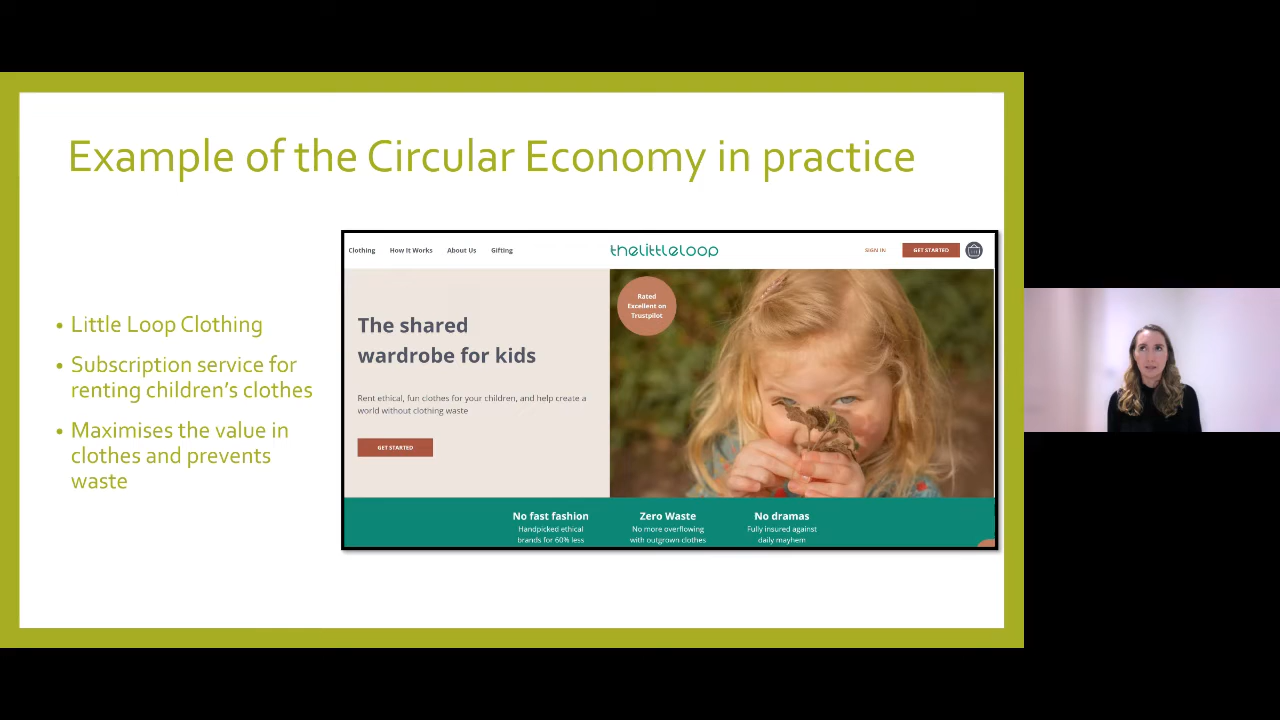 Example of the Circular Economy in practice
• Little Loop Clothing
• Subscription service for
renting children's clothes
• Maximises the value in
clothes and prevents
waste
Clothing How It Works About Us Gifting thelittleloop SIGN IN GET STARTED
The shared
wardrobe for kids
Rent ethical, fun clothes for your children, and help create a
world without clothing waste
GET STARTED
Rated
Excellent on
Trustpilot
No fast fashion
Handpicked ethical
brands for 60% less
Zero Waste
No more overflowing
with outgrown clothes
No dramas
Fully insured against
daily mayhem